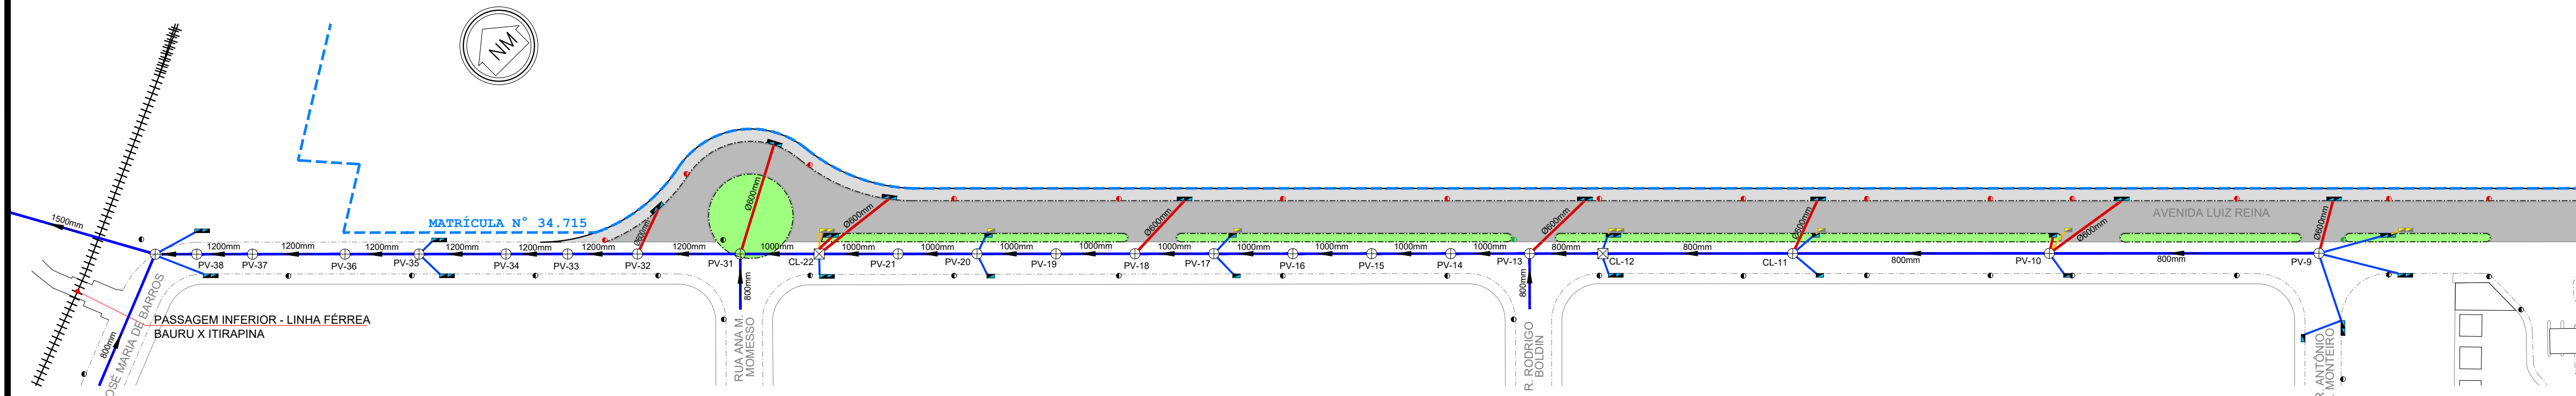 NM
MATRÍCULA N° 34.715
AVENIDA LUIZ REINA
1500mm
1200mm
1200mm
1200mm
1200mm
1200mm
1200mm
1200mm
1000mm
1000mm
1000mm
1000mm
1000mm
1000mm
1000mm
1000mm
1000mm
1000mm
800mm
800mm
800mm
800mm
Ø600mm
Ø600mm
Ø600mm
Ø600mm
Ø600mm
Ø600mm
Ø600mm
Ø600mm
PV-38
PV-37
PV-36
PV-35
PV-34
PV-33
PV-32
PV-31
CL-22
PV-21
PV-20
PV-19
PV-18
PV-17
PV-16
PV-15
PV-14
PV-13
CL-12
CL-11
PV-10
PV-9
800mm
800mm
800mm
PASSAGEM INFERIOR - LINHA FÉRREA
BAURU X ITIRAPINA
OSÉ MARIA DE BARROS
RUA ANA M.
MOMESSO
R. RODRIGO
BOLDIN
R. ANTÔNIO
MONTEIRO